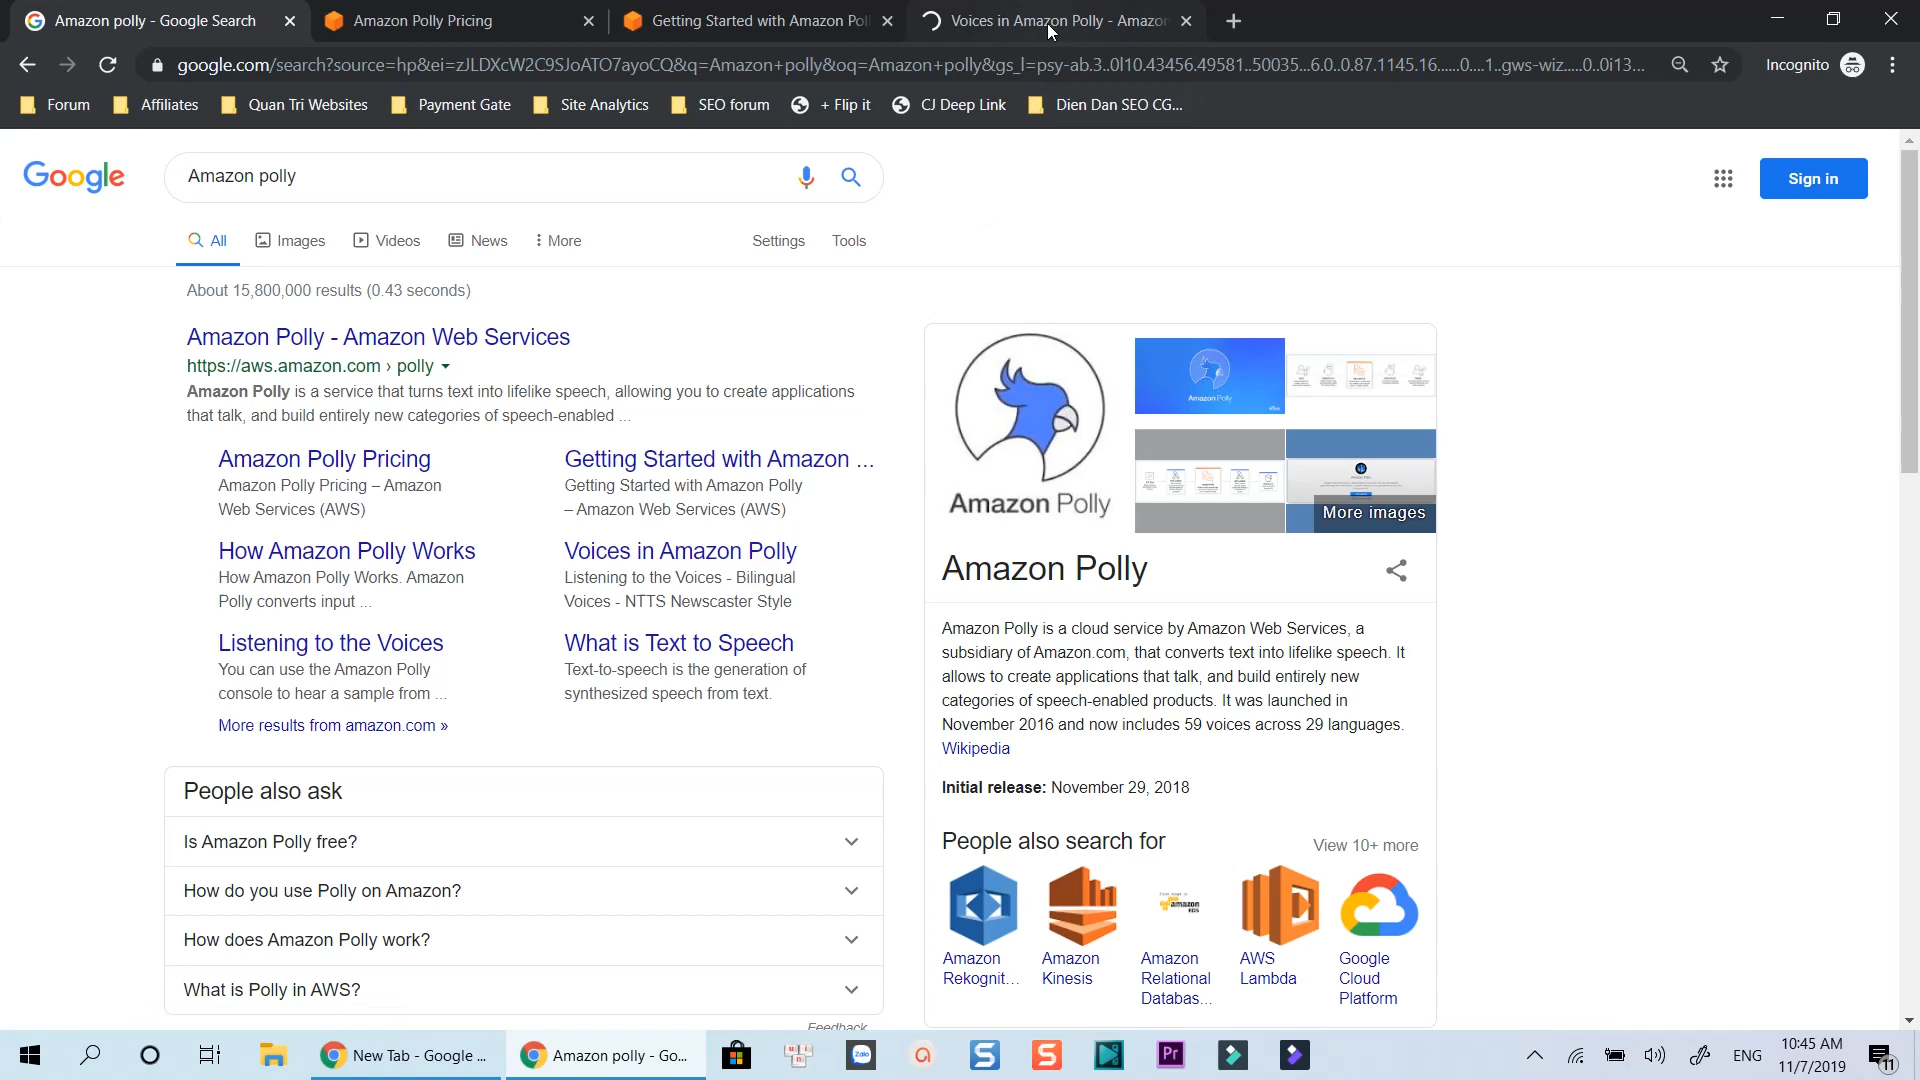 Amazon polly - Google Search
Amazon Polly Pricing
Getting Started with Amazon Pol
Voices in Amazon Polly - Amazon
google.com/search?source=hp&ei=zJLDXcW2C9SJoATO7ayoCQ&q=Amazon+polly&oq=Amazon+polly&gs_l=psy-ab.3..0l10.43456.49581..50035...6.0..0.87.1145.16......0....1..gws-wiz.....0..0i13...
Incognito
Forum
Affiliates
Quan Tri Websites
Payment Gate
Site Analytics
SEO forum
+ Flip it
CJ Deep Link
Dien Dan SEO CG...
Google
Amazon polly
Sign in
All
Images
Videos
News
More
Settings
Tools
About 15,800,000 results (0.43 seconds)
Amazon Polly - Amazon Web Services
https://aws.amazon.com › polly
Amazon Polly is a service that turns text into lifelike speech, allowing you to create applications
that talk, and build entirely new categories of speech-enabled ...
Amazon Polly Pricing
Amazon Polly Pricing – Amazon
Web Services (AWS)
Getting Started with Amazon ...
Getting Started with Amazon Polly
– Amazon Web Services (AWS)
How Amazon Polly Works
How Amazon Polly Works. Amazon
Polly converts input ...
Voices in Amazon Polly
Listening to the Voices - Bilingual
Voices - NTTS Newscaster Style
Listening to the Voices
You can use the Amazon Polly
console to hear a sample from ...
What is Text to Speech
Text-to-speech is the generation of
synthesized speech from text.
More results from amazon.com »
People also ask
Is Amazon Polly free?
How do you use Polly on Amazon?
How does Amazon Polly work?
What is Polly in AWS?
Feedback
Amazon Polly
Amazon Polly
More images
Amazon Polly
Amazon Polly is a cloud service by Amazon Web Services, a
subsidiary of Amazon.com, that converts text into lifelike speech. It
allows to create applications that talk, and build entirely new
categories of speech-enabled products. It was launched in
November 2016 and now includes 59 voices across 29 languages.
Wikipedia
Initial release: November 29, 2018
People also search for
View 10+ more
amazon
RDS
Amazon
Rekognit...
Amazon
Kinesis
Amazon
Relational
Databas...
AWS
Lambda
Google
Cloud
Platform
New Tab - Google ...
Amazon polly - Go...
Zalo
Pr
ENG
10:45 AM
11/7/2019
11